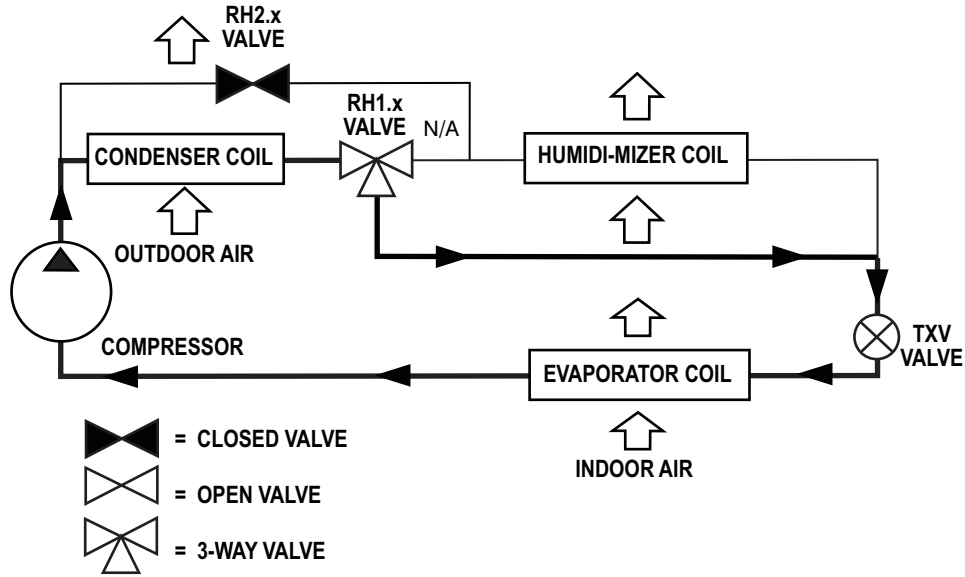 RH2.x
VALVE
RH1.x
VALVE
N/A
CONDENSER COIL
HUMIDI-MIZER COIL
OUTDOOR AIR
COMPRESSOR
TXV
VALVE
EVAPORATOR COIL
INDOOR AIR
= CLOSED VALVE
= OPEN VALVE
= 3-WAY VALVE